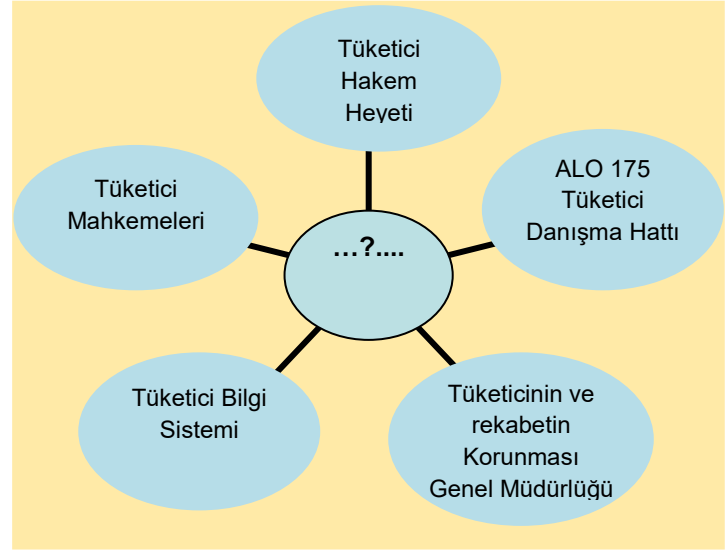 Tüketici
Hakem
Heyeti
ALO 175
Tüketici
Danışma Hattı
Tüketici
Mahkemeleri
…?....
Tüketici Bilgi
Sistemi
Tüketicinin ve
rekabetin
Korunması
Genel Müdürlüğü